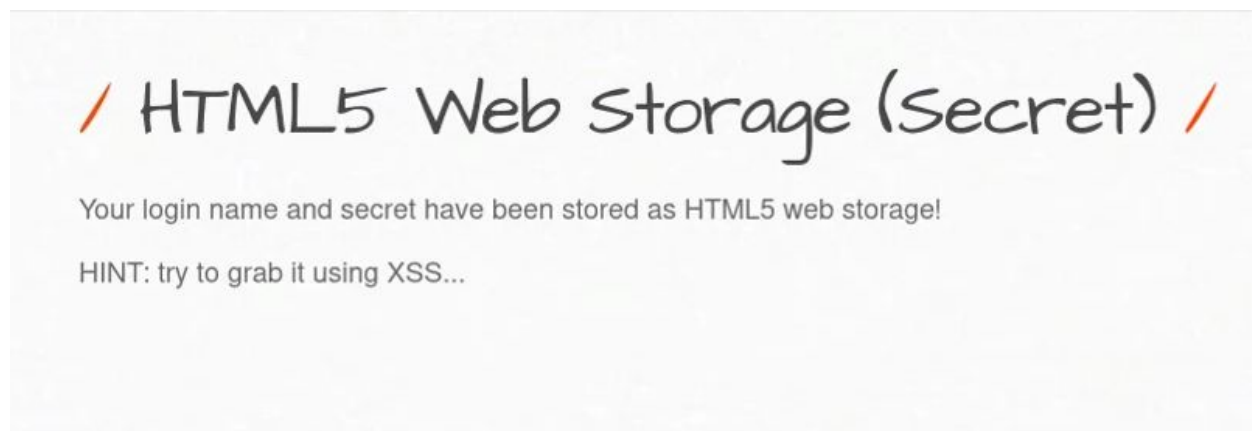 / HTML5 Web Storage (Secret) /
Your login name and secret have been stored as HTML5 web storage!
HINT: try to grab it using XSS...